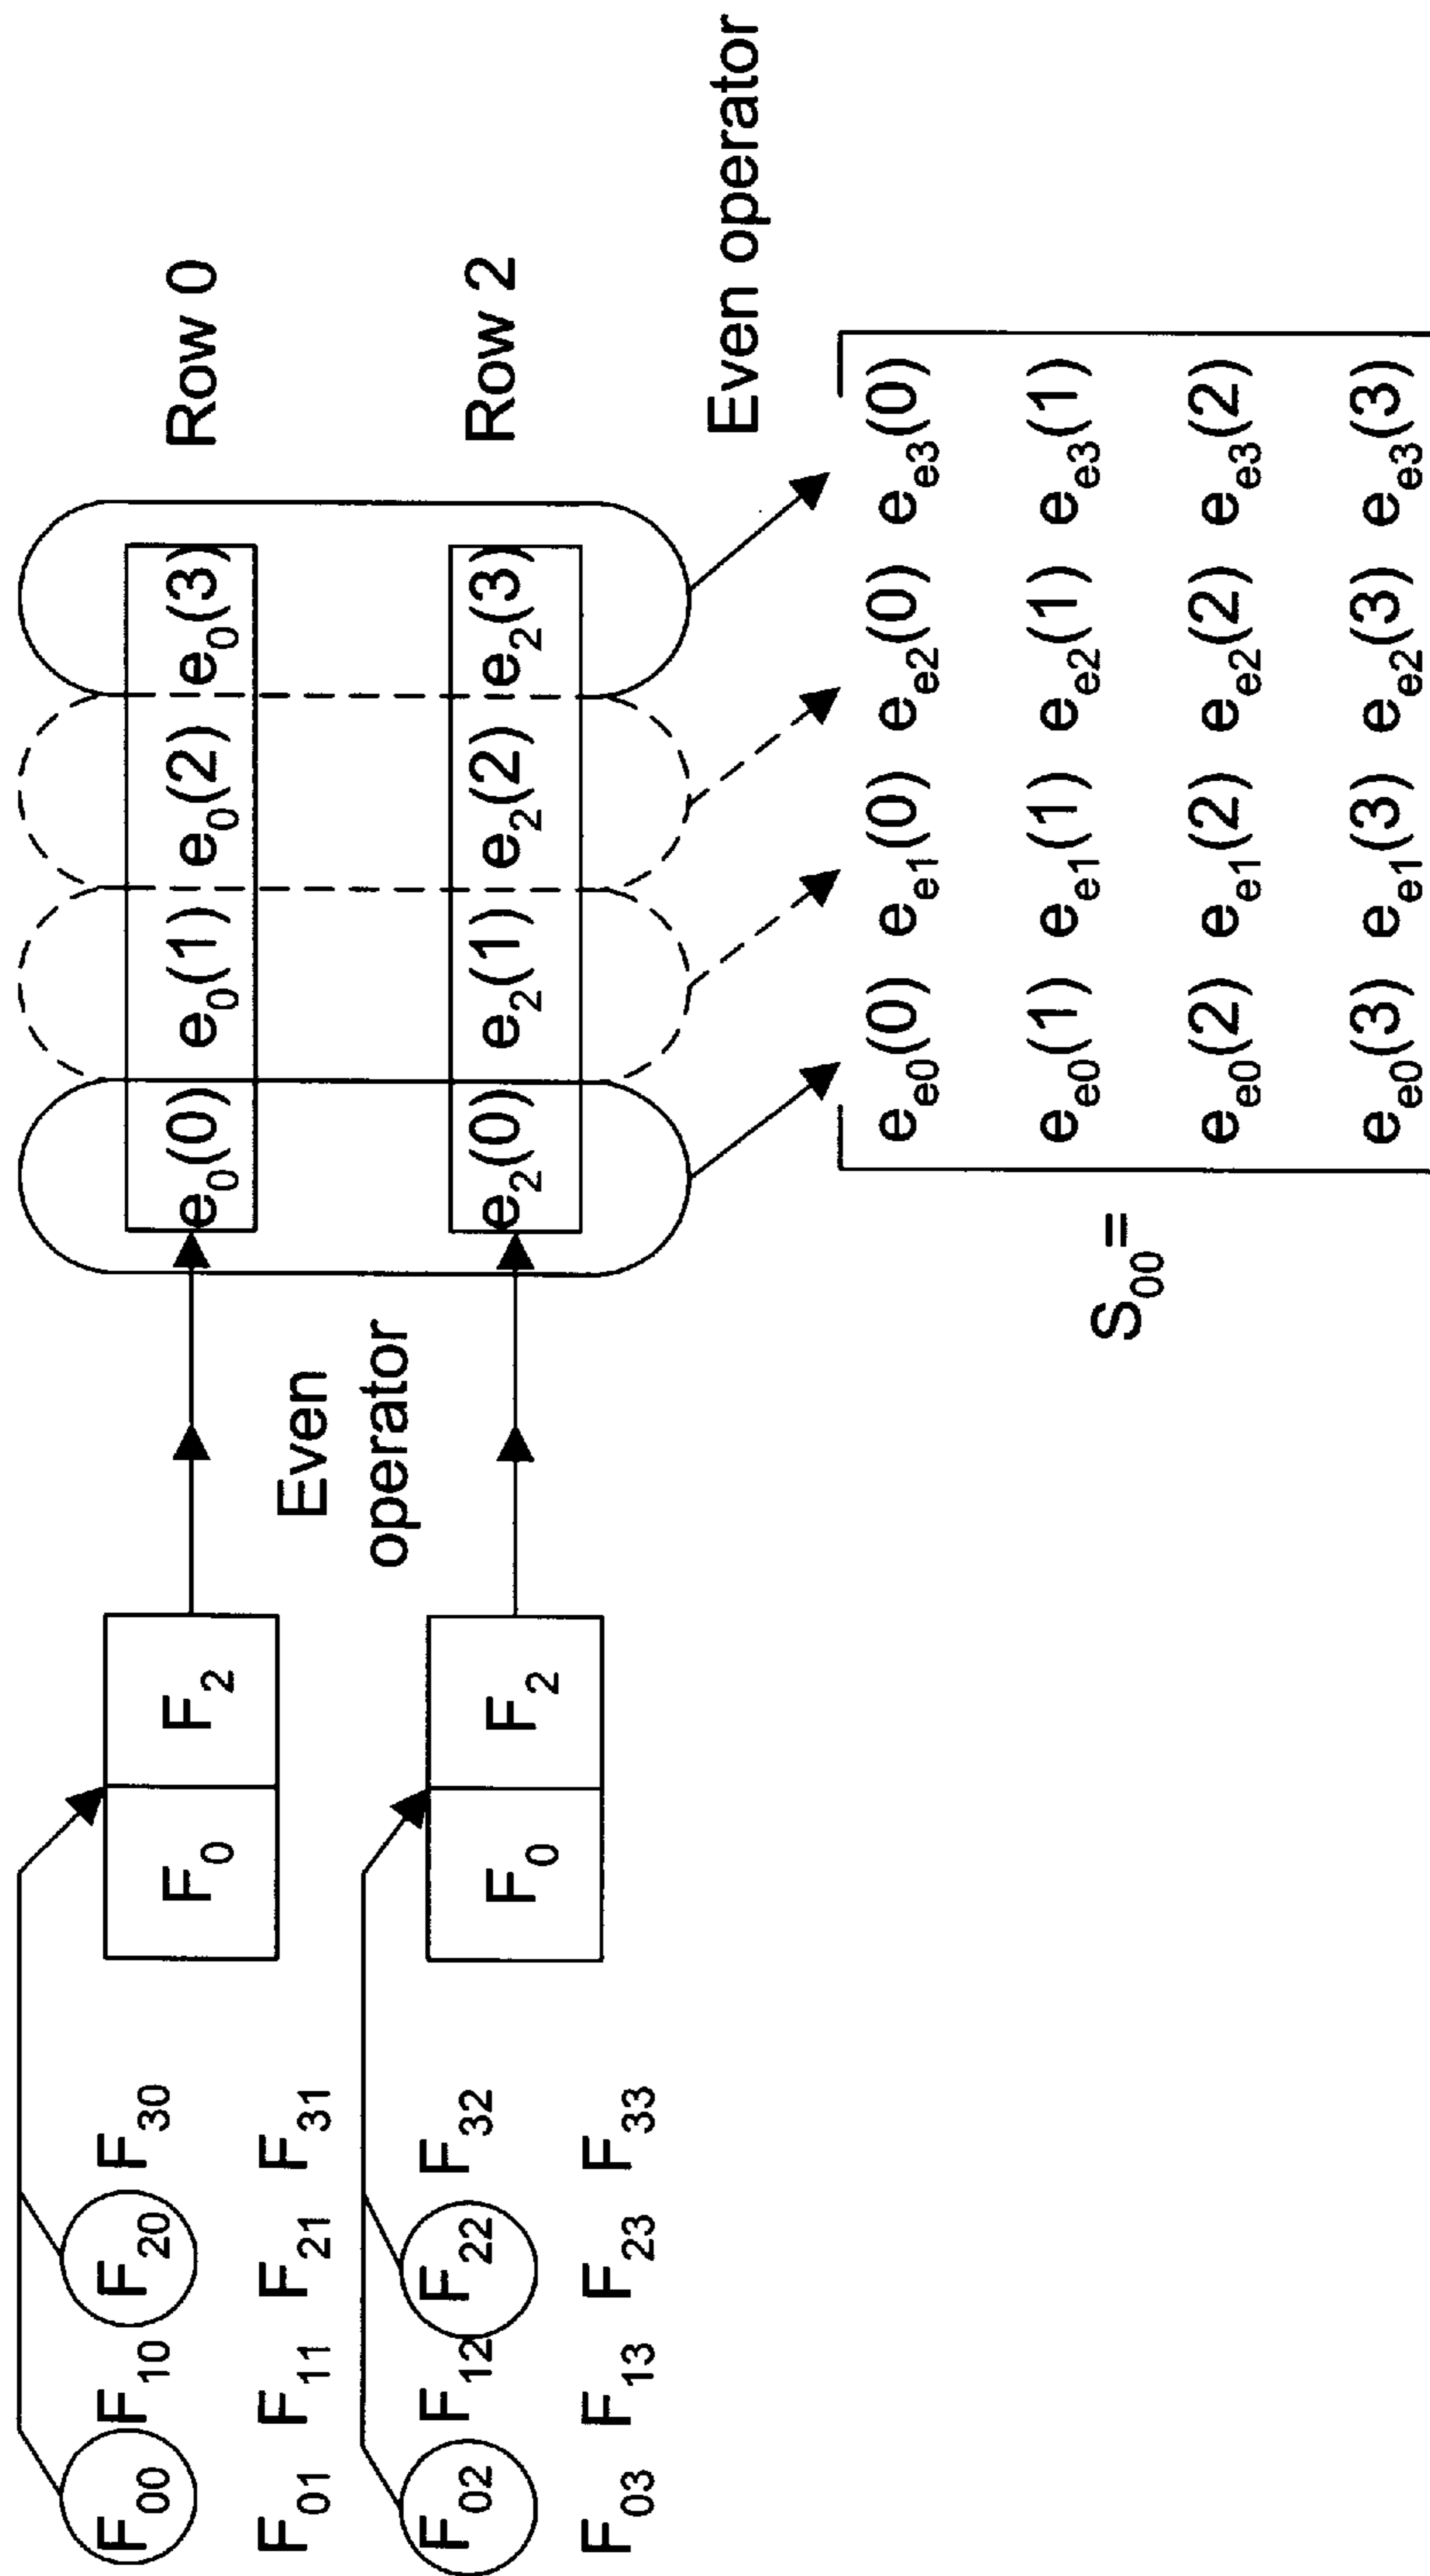 F₀₀ F₁₀ F₂₀ F₃₀
F₀₁ F₁₁ F₂₁ F₃₁
F₀₂ F₁₂ F₂₂ F₃₂
F₀₃ F₁₃ F₂₃ F₃₃
F₀ F₂
F₀ F₂
Even
operator
e₀(0) e₀(1) e₀(2) e₀(3)
Row 0
e₂(0) e₂(1) e₂(2) e₂(3)
Row 2
Even operator
S₀₀ =
eₑ₀(0) eₑ₁(0) eₑ₂(0) eₑ₃(0)
eₑ₀(1) eₑ₁(1) eₑ₂(1) eₑ₃(1)
eₑ₀(2) eₑ₁(2) eₑ₂(2) eₑ₃(2)
eₑ₀(3) eₑ₁(3) eₑ₂(3) eₑ₃(3)